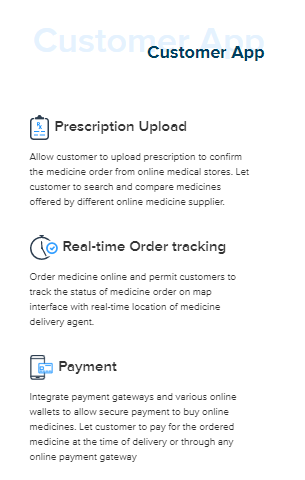 Customer App
Customer App
Prescription Upload
Allow customer to upload prescription to confirm
the medicine order from online medical stores. Let
customer to search and compare medicines
offered by different online medicine supplier.
Real-time Order tracking
Order medicine online and permit customers to
track the status of medicine order on map
interface with real-time location of medicine
delivery agent.
Payment
Integrate payment gateways and various online
wallets to allow secure payment to buy online
medicines. Let customer to pay for the ordered
medicine at the time of delivery or through any
online payment gateway